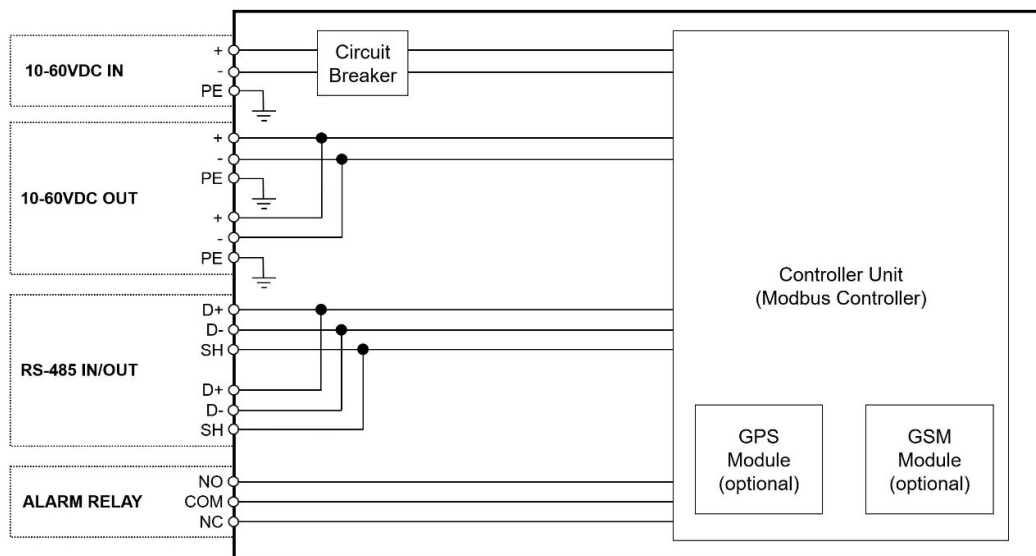 10-60VDC IN
+
-
PE
Circuit
Breaker
10-60VDC OUT
+
-
PE
+
-
PE
RS-485 IN/OUT
D+
D-
SH
D+
D-
SH
ALARM RELAY
NO
COM
NC
Controller Unit
(Modbus Controller)
GPS
Module
(optional)
GSM
Module
(optional)